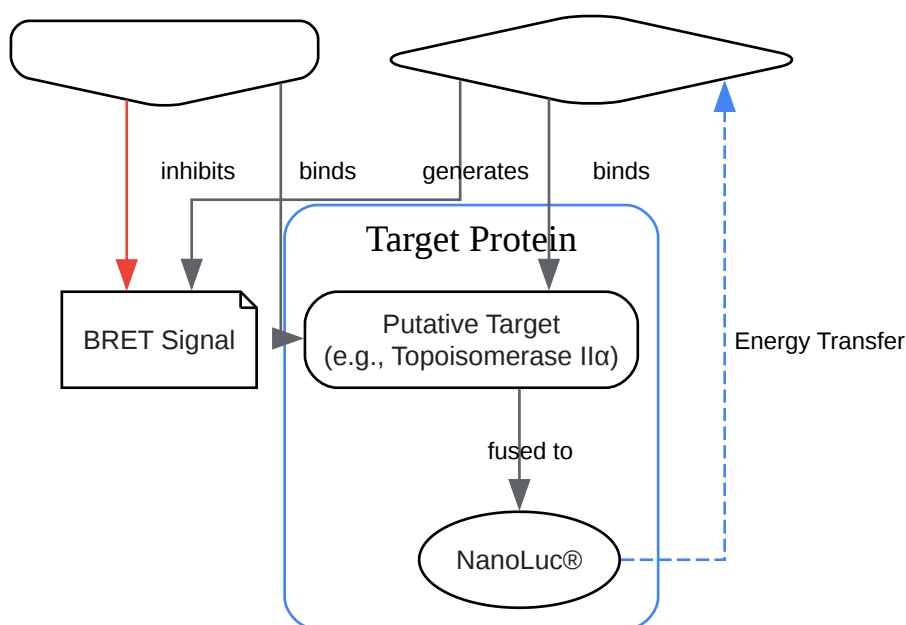 inhibits
binds
generates
binds
Target Protein
BRET Signal
Putative Target
(e.g., Topoisomerase IIα)
Energy Transfer
fused to
NanoLuc®